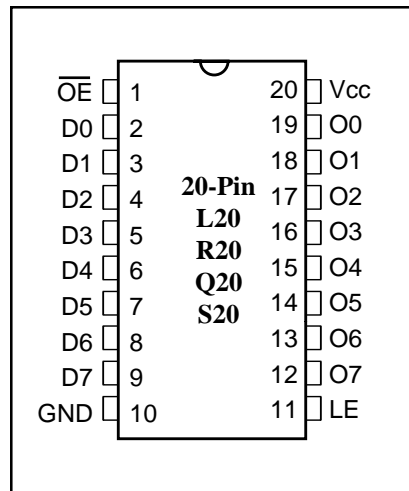 O̅E̅ 1 20 Vcc
D0 2 19 O0
D1 3 18 O1
D2 4 20-Pin 17 O2
L20
D3 5 R20 16 O3
D4 6 15 O4
Q20
D5 7 S20 14 O5
D6 8 13 O6
D7 9 12 O7
GND 10 11 LE